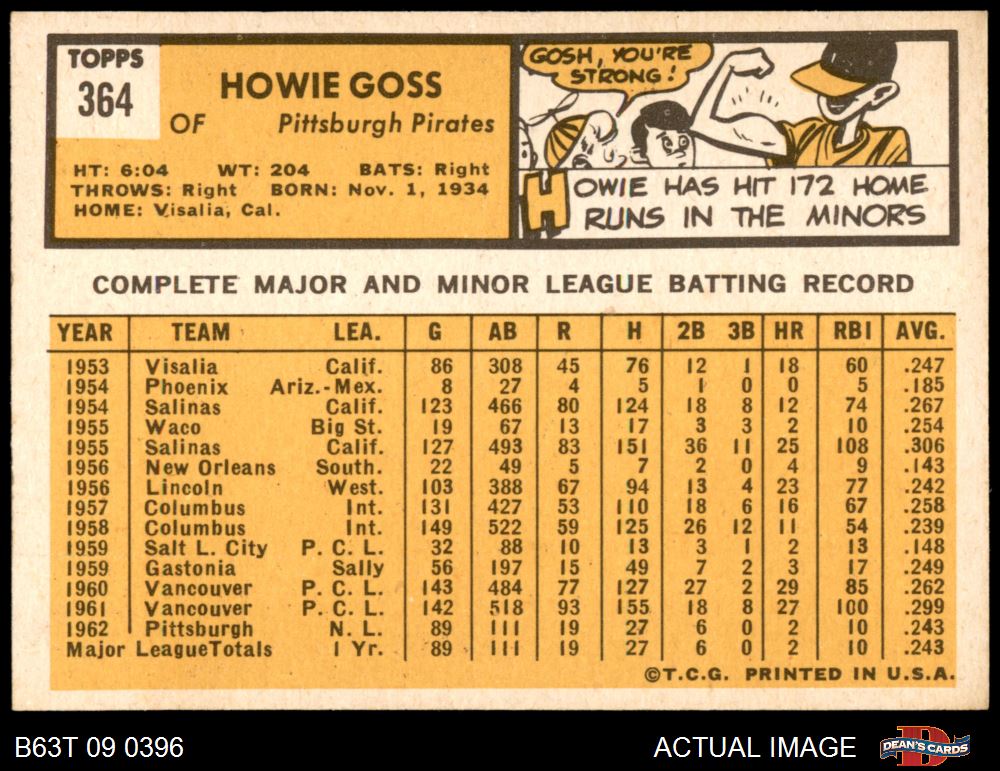 TOPPS
364
HOWIE GOSS
OF Pittsburgh Pirates
HT: 6:04 WT: 204 BATS: Right
THROWS: Right BORN: Nov. 1, 1934
HOME: Visalia, Cal.
GOSH, YOU'RE
STRONG!
HOWIE HAS HIT 172 HOME
RUNS IN THE MINORS
COMPLETE MAJOR AND MINOR LEAGUE BATTING RECORD
YEAR TEAM LEA. G AB R H 2B 3B HR RBI AVG.
1953 Visalia Calif. 86 308 45 76 12 1 18 60 .247
1954 Phoenix Ariz.-Mex. 8 27 4 5 1 0 0 5 .185
1954 Salinas Calif. 123 466 80 124 18 8 12 74 .267
1955 Waco Big St. 19 67 13 17 3 3 2 10 .254
1955 Salinas Calif. 127 493 83 151 36 11 25 108 .306
1956 New Orleans South. 22 49 5 7 2 0 4 9 .143
1956 Lincoln West. 103 388 67 94 13 4 23 77 .242
1957 Columbus Int. 131 427 53 110 18 6 16 67 .258
1958 Columbus Int. 149 522 59 125 26 12 11 54 .239
1959 Salt L. City P. C. L. 32 88 10 13 3 1 2 13 .148
1959 Gastonia Sally 56 197 15 49 7 2 3 17 .249
1960 Vancouver P. C. L. 143 484 77 127 27 2 29 85 .262
1961 Vancouver P. C. L. 142 518 93 155 18 8 27 100 .299
1962 Pittsburgh N. L. 89 111 19 27 6 0 2 10 .243
Major League Totals 1 Yr. 89 111 19 27 6 0 2 10 .243
©T.C.G. PRINTED IN U.S.A.
B63T 09 0396 ACTUAL IMAGE DEAN'S CARDS